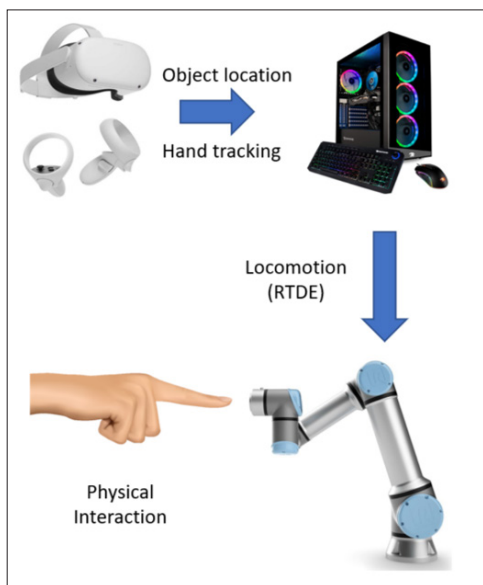 Object location
Hand tracking
Locomotion
(RTDE)
Physical
Interaction